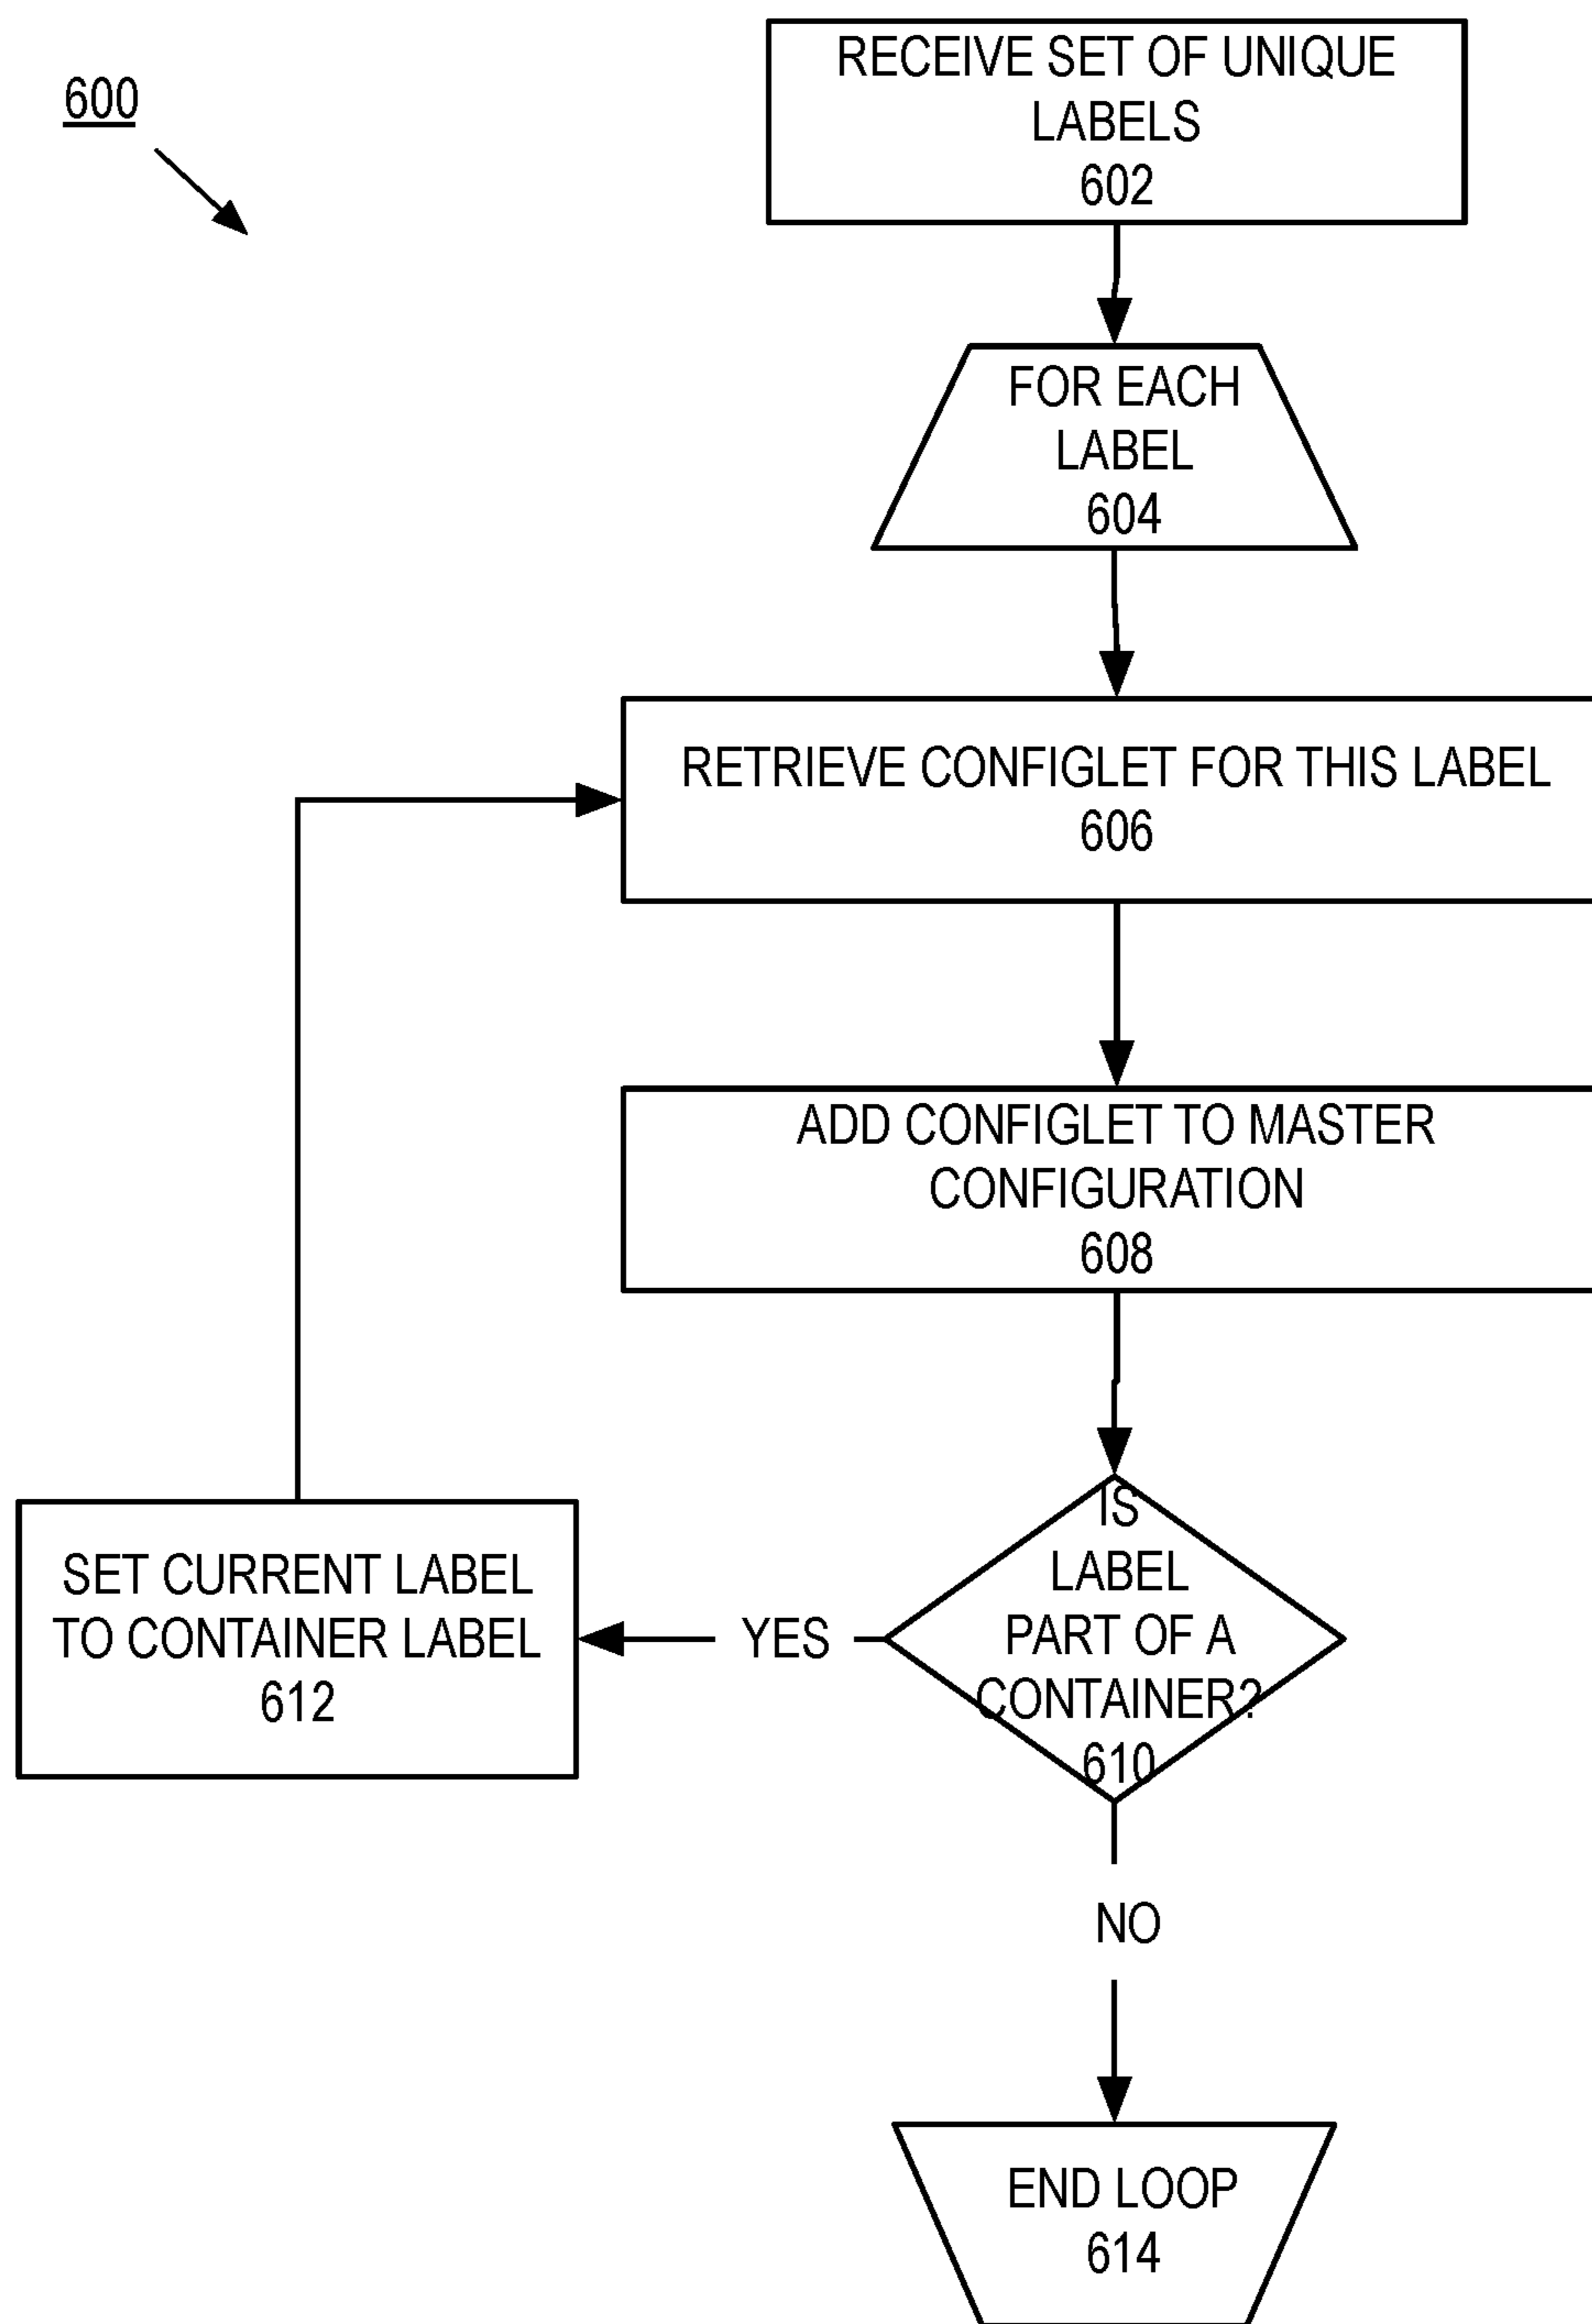 600
RECEIVE SET OF UNIQUE
LABELS
602
FOR EACH
LABEL
604
RETRIEVE CONFIGLET FOR THIS LABEL
606
ADD CONFIGLET TO MASTER
CONFIGURATION
608
IS
LABEL
PART OF A
CONTAINER?
610
YES
SET CURRENT LABEL
TO CONTAINER LABEL
612
NO
END LOOP
614